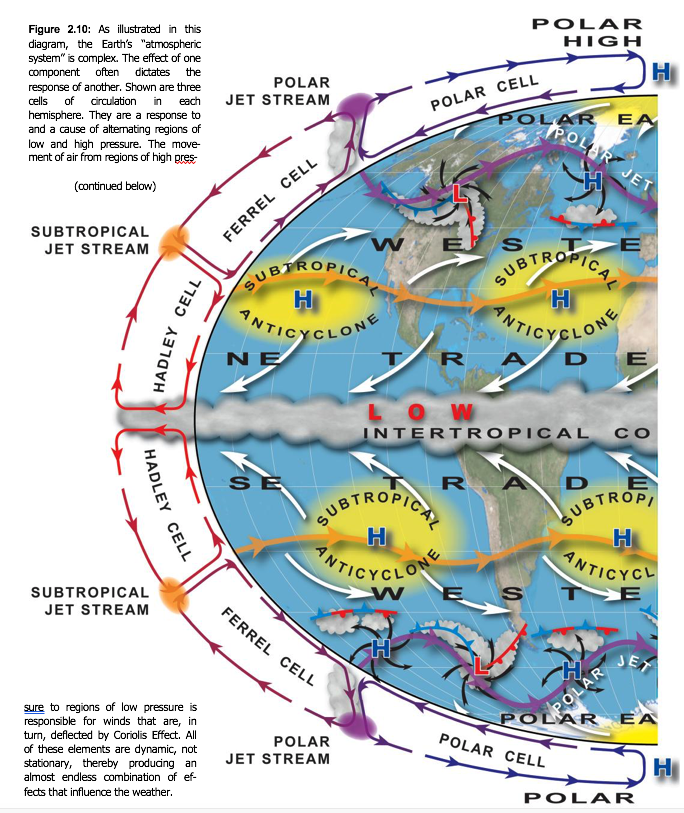 Figure 2.10: As illustrated in this
diagram, the Earth's "atmospheric
system" is complex. The effect of one
component often dictates the
response of another. Shown are three
cells of circulation in each
hemisphere. They are a response to
and a cause of alternating regions of
low and high pressure. The move-
ment of air from regions of high pres-
(continued below)
POLAR
HIGH
H
POLAR
JET STREAM
POLAR CELL
POLAR EA
POLAR JET
H
L
FERREL CELL
SUBTROPICAL
JET STREAM
W E S T E
SUBTROPICAL
H
ANTICYCLONE
SUBTROPICAL
H
ANTICYCLONE
HADLEY CELL
NE T R A D E
L O W
INTERTROPICAL CO
HADLEY CELL
SE T R A D E
SUBTROPICAL
H
ANTICYCLONE
SUBTROPI
H
ANTICYCL
SUBTROPICAL
JET STREAM
W E S T E
FERREL CELL
H
L
H
POLAR JET
POLAR EA
POLAR
JET STREAM
POLAR CELL
H
POLAR
sure to regions of low pressure is
responsible for winds that are, in
turn, deflected by Coriolis Effect. All
of these elements are dynamic, not
stationary, thereby producing an
almost endless combination of ef-
fects that influence the weather.